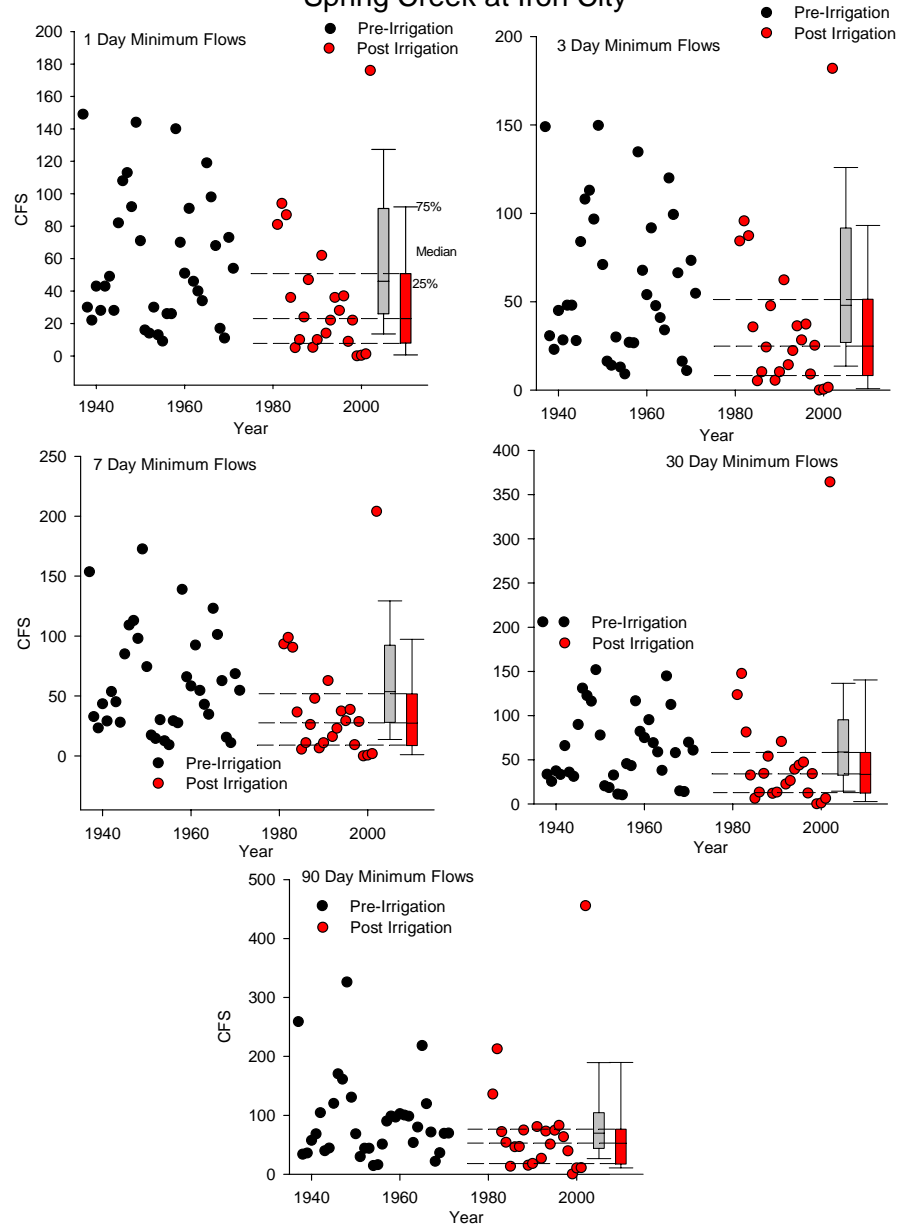 Spring Creek at Iron City
1 Day Minimum Flows
Pre-Irrigation
Post Irrigation
200
180
160
140
120
100
80
60
40
20
0
CFS
75%
Median
25%
1940 1960 1980 2000
Year
3 Day Minimum Flows
Pre-Irrigation
Post Irrigation
200
150
100
50
0
1940 1960 1980 2000
Year
7 Day Minimum Flows
250
200
150
100
50
0
CFS
Pre-Irrigation
Post Irrigation
1940 1960 1980 2000
Year
30 Day Minimum Flows
400
350
300
250
200
150
100
50
0
Pre-Irrigation
Post Irrigation
1940 1960 1980 2000
Year
90 Day Minimum Flows
Pre-Irrigation
Post Irrigation
500
400
300
200
100
0
CFS
1940 1960 1980 2000
Year